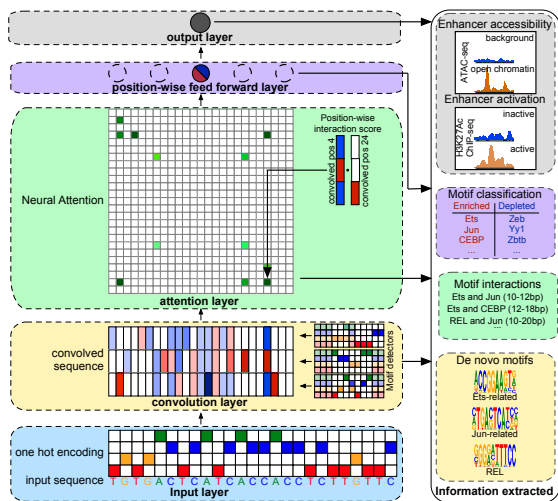 output layer
position-wise feed forward layer
Neural Attention
Position-wise
interaction score
convolved pos 4
convolved pos 24
attention layer
convolved
sequence
Motif detectors
convolution layer
one hot encoding
input sequence
T G T G A C T C A T C A C C A C C T C T T G T T C
Input layer
Enhancer accessibility
ATAC-seq
background
open chromatin
Enhancer activation
H3K27Ac
ChIP-seq
inactive
active
Motif classification
Enriched Depleted
Ets Zeb
Jun Yy1
CEBP Zbtb
... ...
Motif interactions
Ets and Jun (10-12bp)
Ets and CEBP (12-18bp)
REL and Jun (10-20bp)
...
De novo motifs
Ets-related
Jun-related
REL
Information extracted